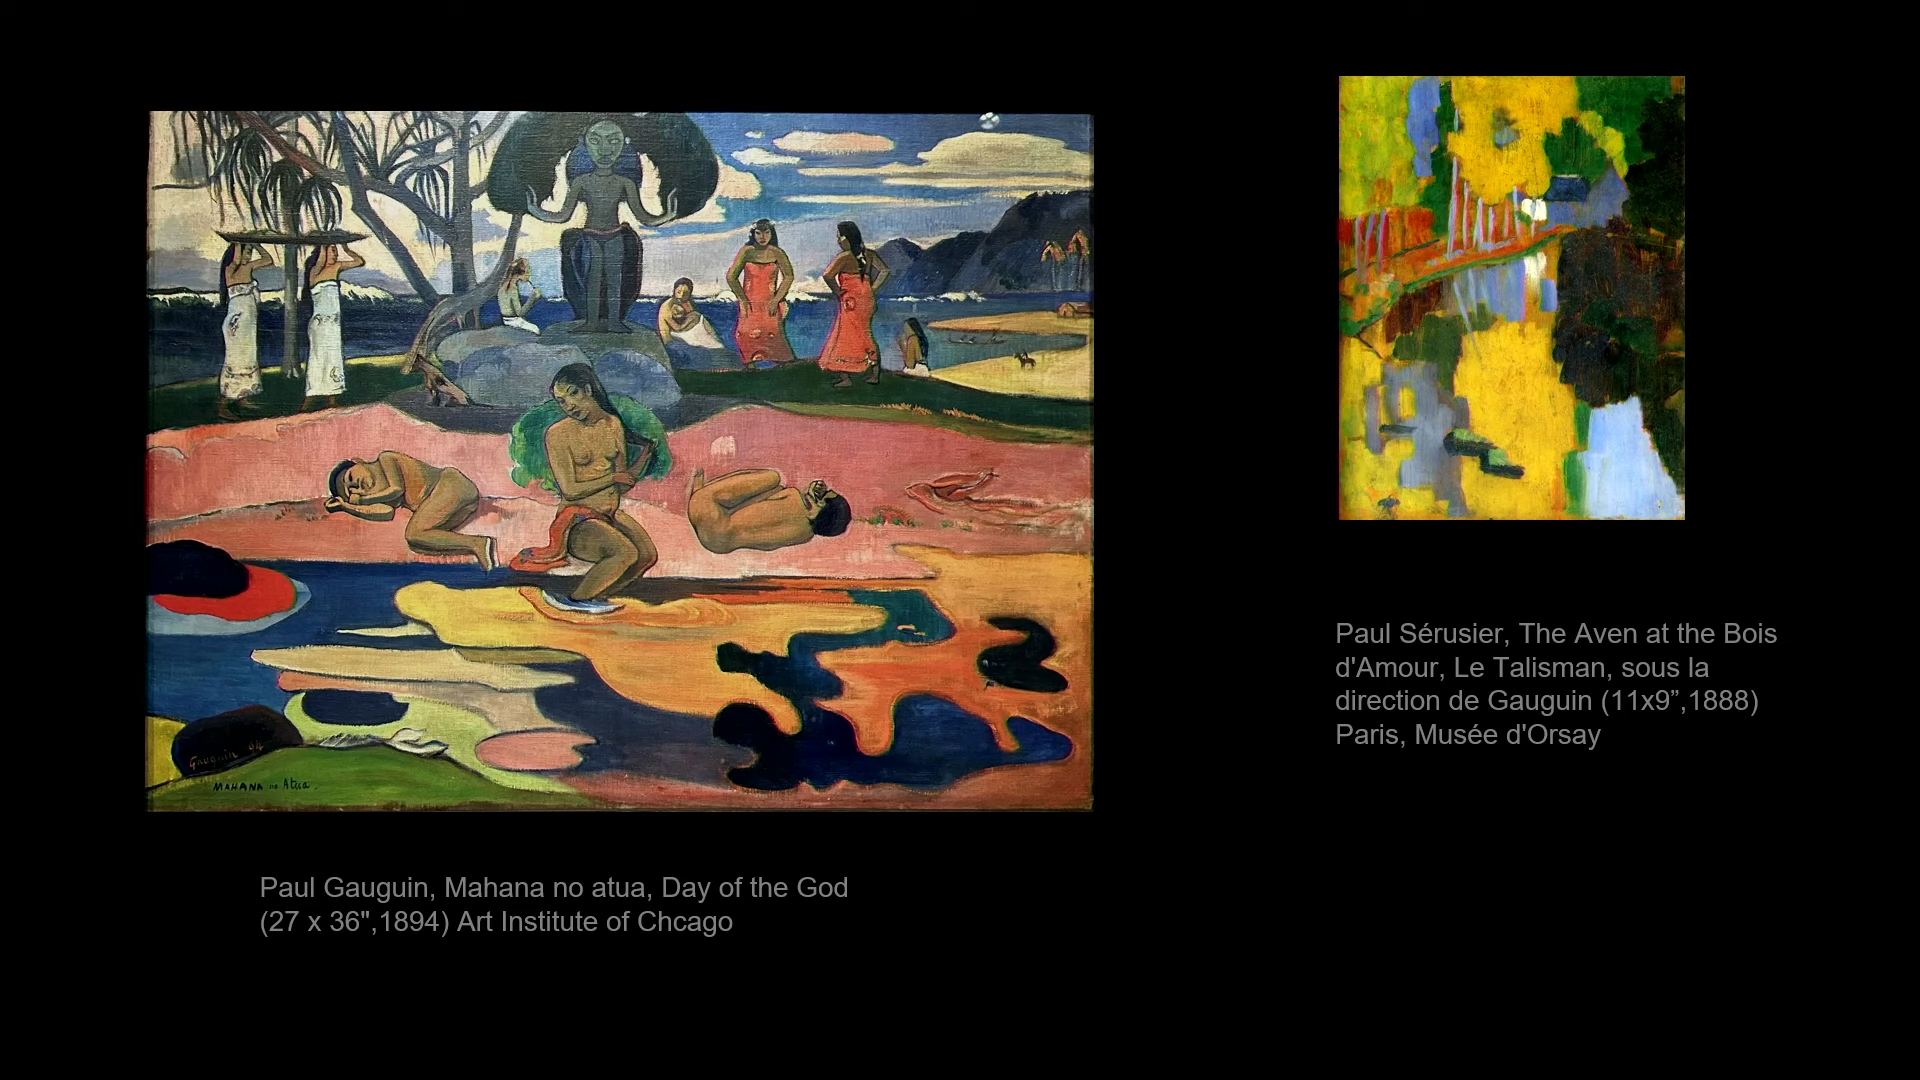 Gauguin 94
MAHANA no Atua
Paul Gauguin, Mahana no atua, Day of the God
(27 x 36",1894) Art Institute of Chcago
Paul Sérusier, The Aven at the Bois
d'Amour, Le Talisman, sous la
direction de Gauguin (11x9”,1888)
Paris, Musée d'Orsay